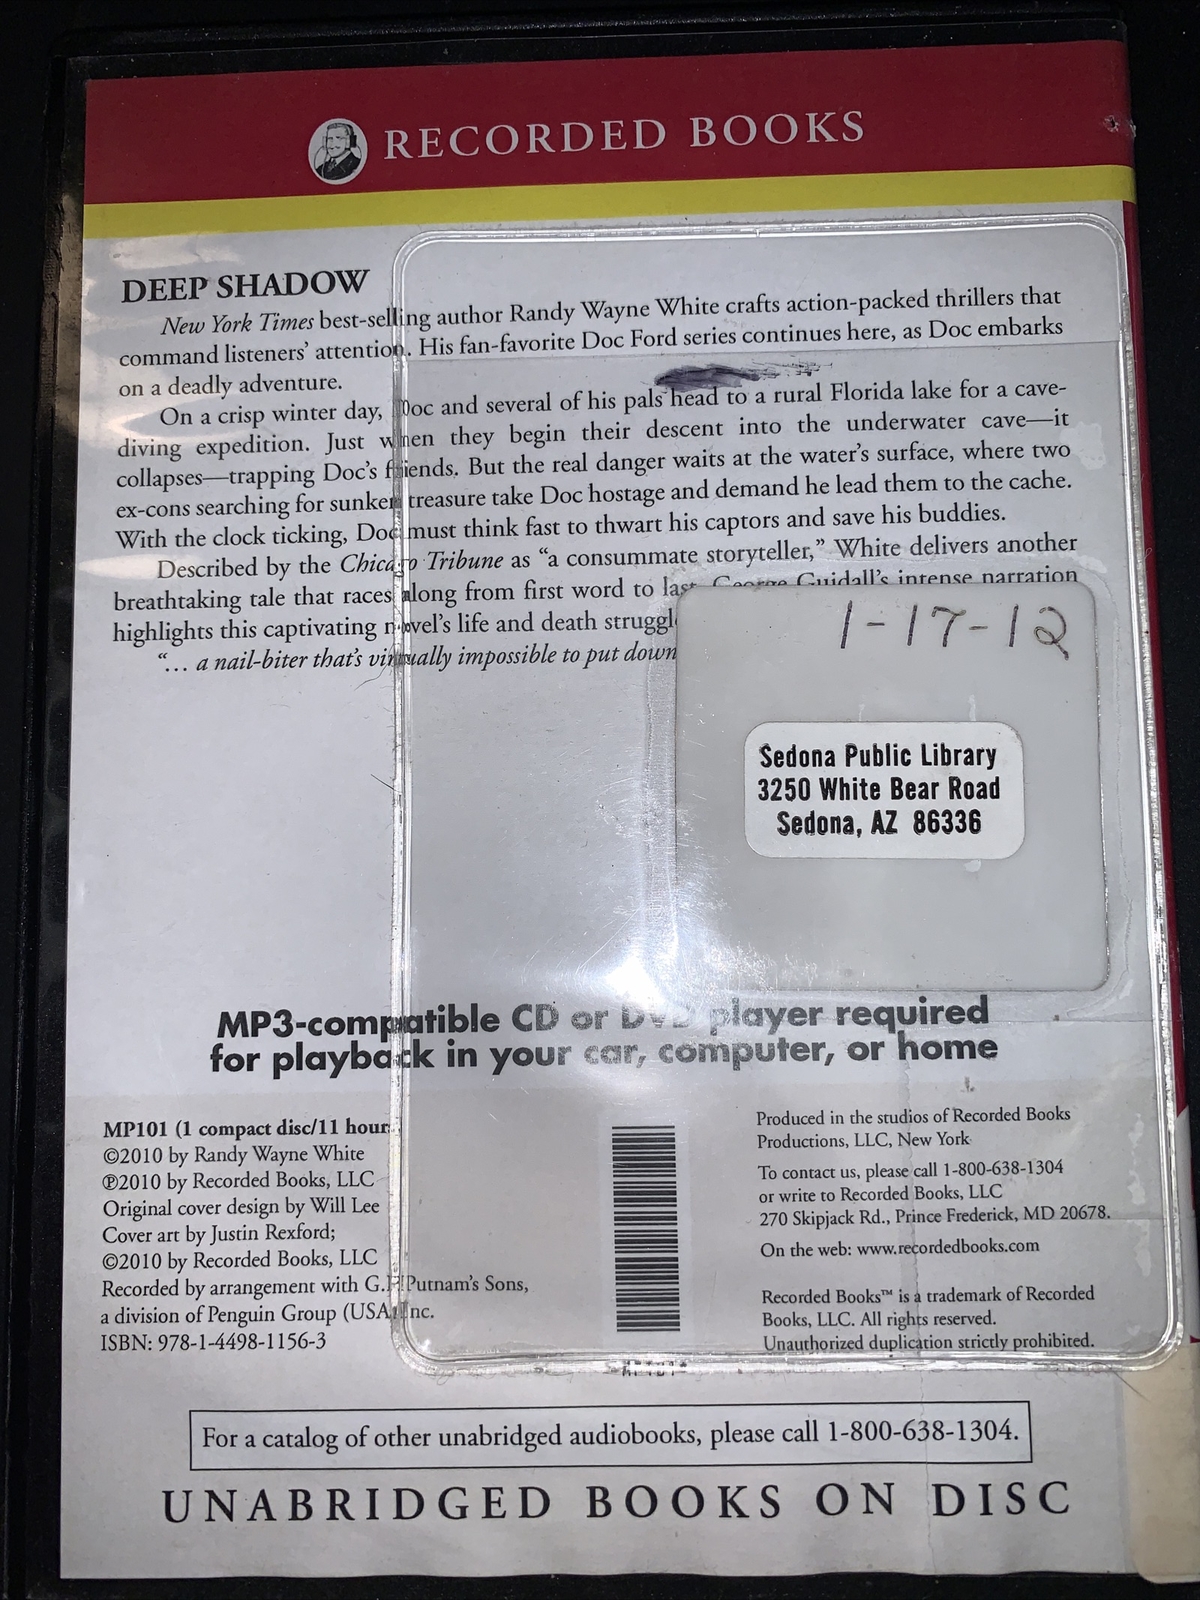 RECORDED BOOKS
DEEP SHADOW
New York Times best-selling author Randy Wayne White crafts action-packed thrillers that
command listeners' attention. His fan-favorite Doc Ford series continues here, as Doc embarks
on a deadly adventure.
On a crisp winter day, Doc and several of his pals head to a rural Florida lake for a cave-
diving expedition. Just when they begin their descent into the underwater cave—it
collapses—trapping Doc's friends. But the real danger waits at the water's surface, where two
ex-cons searching for sunken treasure take Doc hostage and demand he lead them to the cache.
With the clock ticking, Doc must think fast to thwart his captors and save his buddies.
Described by the Chicago Tribune as “a consummate storyteller,” White delivers another
breathtaking tale that races along from first word to last. George Guidall's intense narration
highlights this captivating novel's life and death struggl
“… a nail-biter that's virtually impossible to put down
1-17-12
Sedona Public Library
3250 White Bear Road
Sedona, AZ 86336
MP3-compatible CD or DVD player required
for playback in your car, computer, or home
MP101 (1 compact disc/11 hour
©2010 by Randy Wayne White
℗2010 by Recorded Books, LLC
Original cover design by Will Lee
Cover art by Justin Rexford;
©2010 by Recorded Books, LLC
Recorded by arrangement with G.P. Putnam's Sons,
a division of Penguin Group (USA) Inc.
ISBN: 978-1-4498-1156-3
Produced in the studios of Recorded Books
Productions, LLC, New York
To contact us, please call 1-800-638-1304
or write to Recorded Books, LLC
270 Skipjack Rd., Prince Frederick, MD 20678.
On the web: www.recordedbooks.com
Recorded Books™ is a trademark of Recorded
Books, LLC. All rights reserved.
Unauthorized duplication strictly prohibited.
For a catalog of other unabridged audiobooks, please call 1-800-638-1304.
UNABRIDGED BOOKS ON DISC